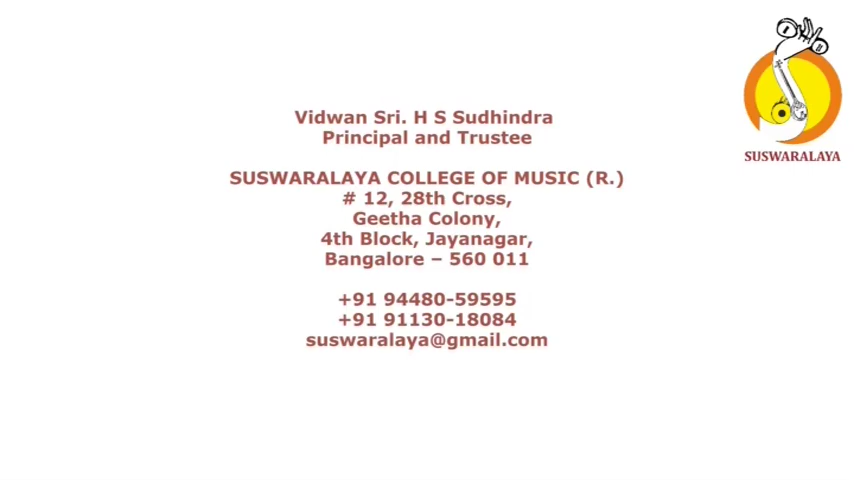 Vidwan Sri. H S Sudhindra
Principal and Trustee
SUSWARALAYA COLLEGE OF MUSIC (R.)
# 12, 28th Cross,
Geetha Colony,
4th Block, Jayanagar,
Bangalore – 560 011
+91 94480-59595
+91 91130-18084
suswaralaya@gmail.com
SUSWARALAYA